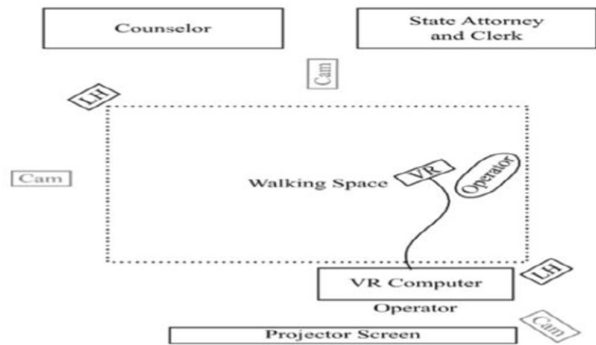 Counselor
State Attorney
and Clerk
Cam
LH
Cam
Walking Space
VR
Operator
LH
VR Computer
Operator
Cam
Projector Screen